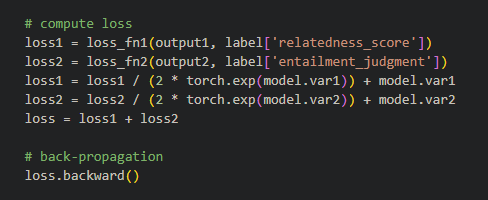 # compute loss
loss1 = loss_fn1(output1, label['relatedness_score'])
loss2 = loss_fn2(output2, label['entailment_judgment'])
loss1 = loss1 / (2 * torch.exp(model.var1)) + model.var1
loss2 = loss2 / (2 * torch.exp(model.var2)) + model.var2
loss = loss1 + loss2
# back-propagation
loss.backward()